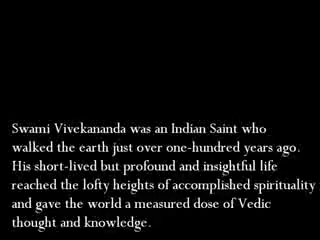 Swami Vivekananda was an Indian Saint who
walked the earth just over one-hundred years ago.
His short-lived but profound and insightful life
reached the lofty heights of accomplished spirituality
and gave the world a measured dose of Vedic
thought and knowledge.